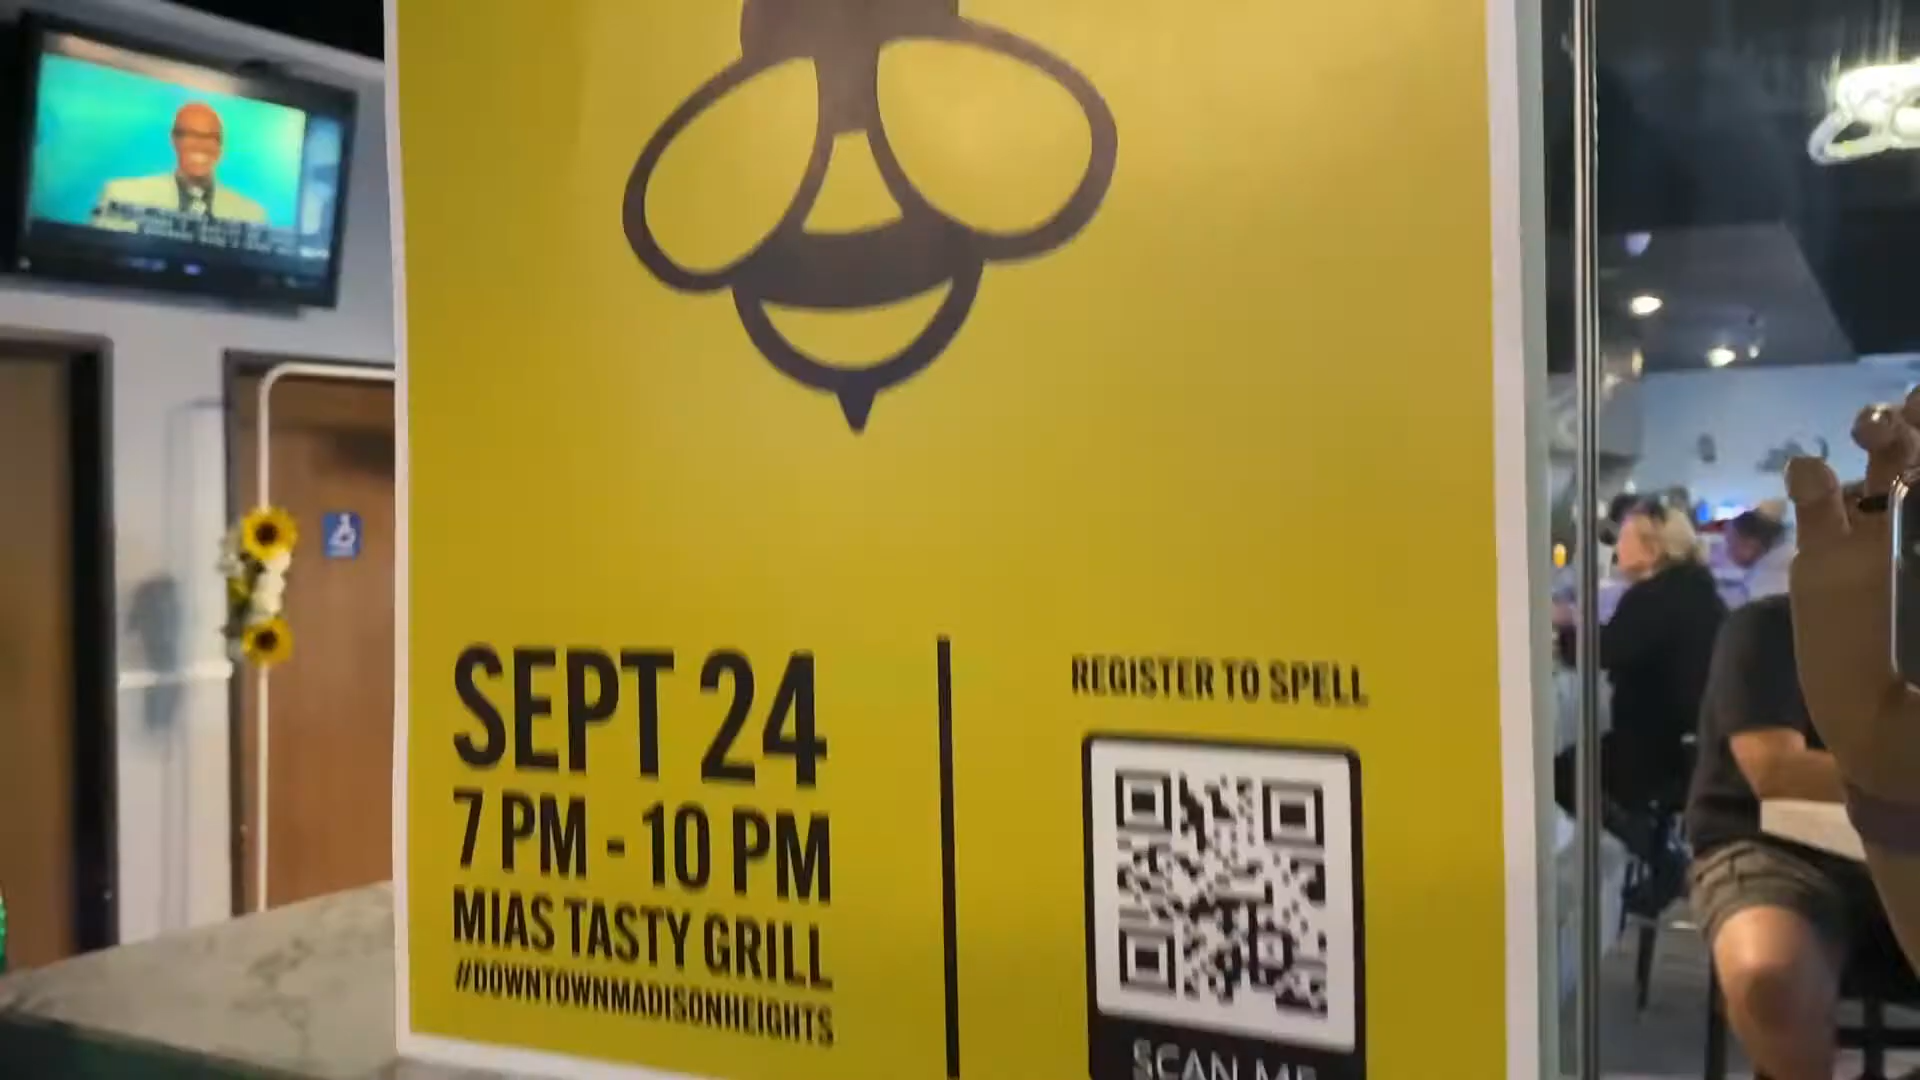 SEPT 24
7 PM - 10 PM
MIAS TASTY GRILL
#DOWNTOWNMADISONHEIGHTS
REGISTER TO SPELL
SCAN ME